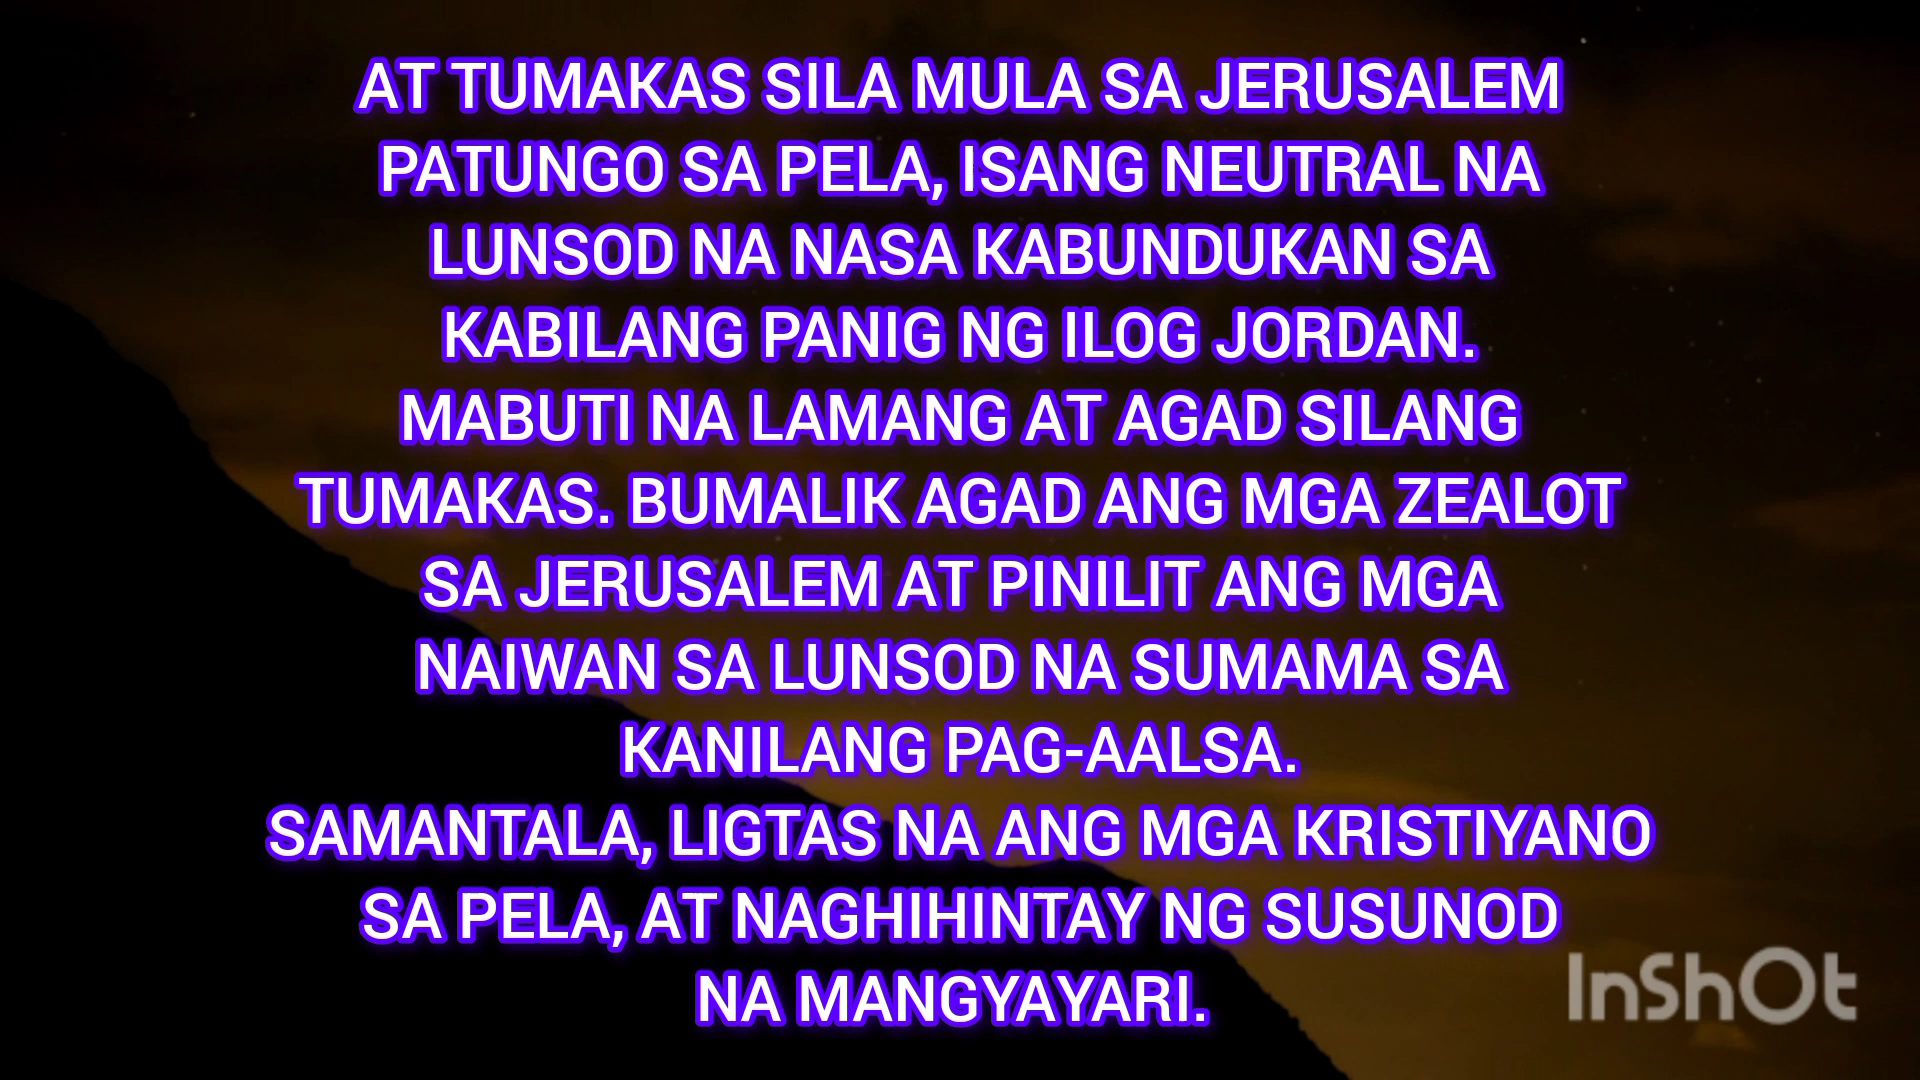 AT TUMAKAS SILA MULA SA JERUSALEM
PATUNGO SA PELA, ISANG NEUTRAL NA
LUNSOD NA NASA KABUNDUKAN SA
KABILANG PANIG NG ILOG JORDAN.
MABUTI NA LAMANG AT AGAD SILANG
TUMAKAS. BUMALIK AGAD ANG MGA ZEALOT
SA JERUSALEM AT PINILIT ANG MGA
NAIWAN SA LUNSOD NA SUMAMA SA
KANILANG PAG-AALSA.
SAMANTALA, LIGTAS NA ANG MGA KRISTIYANO
SA PELA, AT NAGHIHINTAY NG SUSUNOD
NA MANGYAYARI.
InShOt